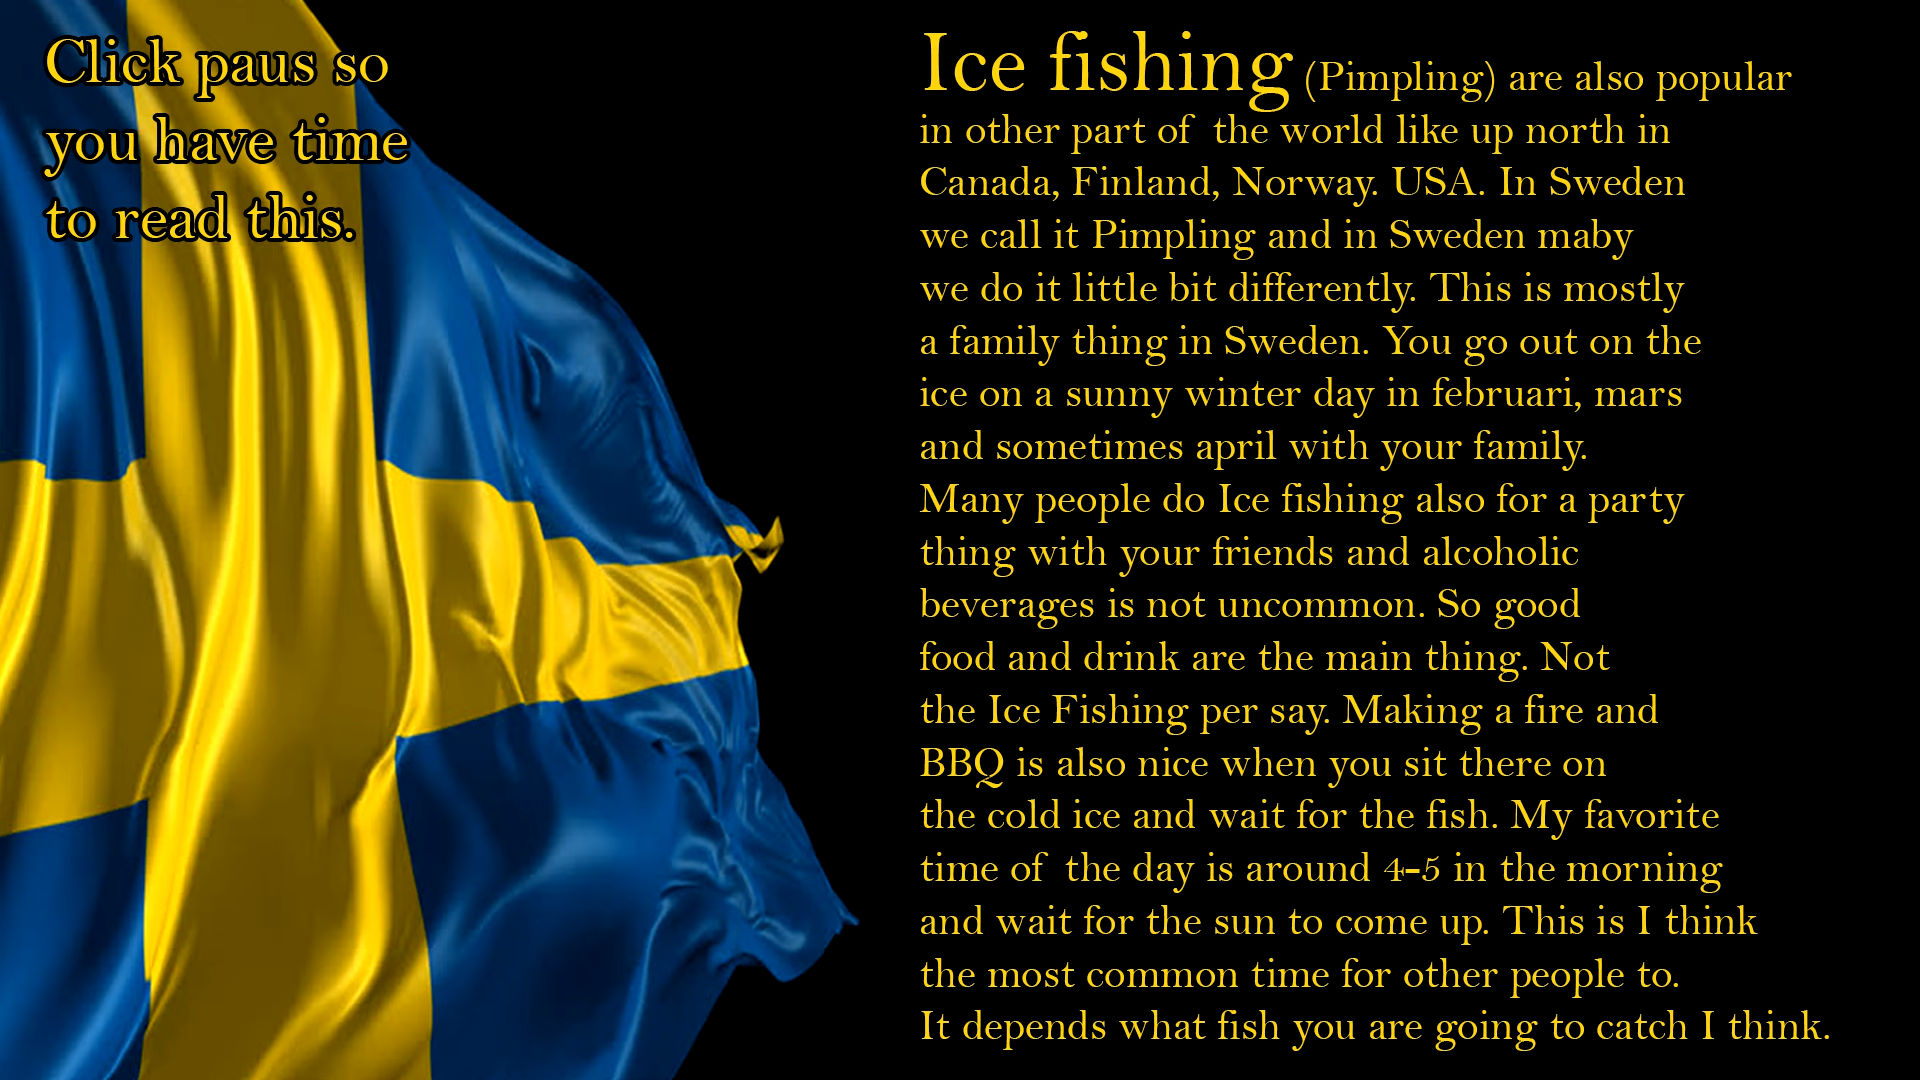 Click paus so
you have time
to read this.
Ice fishing (Pimpling) are also popular
in other part of the world like up north in
Canada, Finland, Norway. USA. In Sweden
we call it Pimpling and in Sweden maby
we do it little bit differently. This is mostly
a family thing in Sweden. You go out on the
ice on a sunny winter day in februari, mars
and sometimes april with your family.
Many people do Ice fishing also for a party
thing with your friends and alcoholic
beverages is not uncommon. So good
food and drink are the main thing. Not
the Ice Fishing per say. Making a fire and
BBQ is also nice when you sit there on
the cold ice and wait for the fish. My favorite
time of the day is around 4-5 in the morning
and wait for the sun to come up. This is I think
the most common time for other people to.
It depends what fish you are going to catch I think.